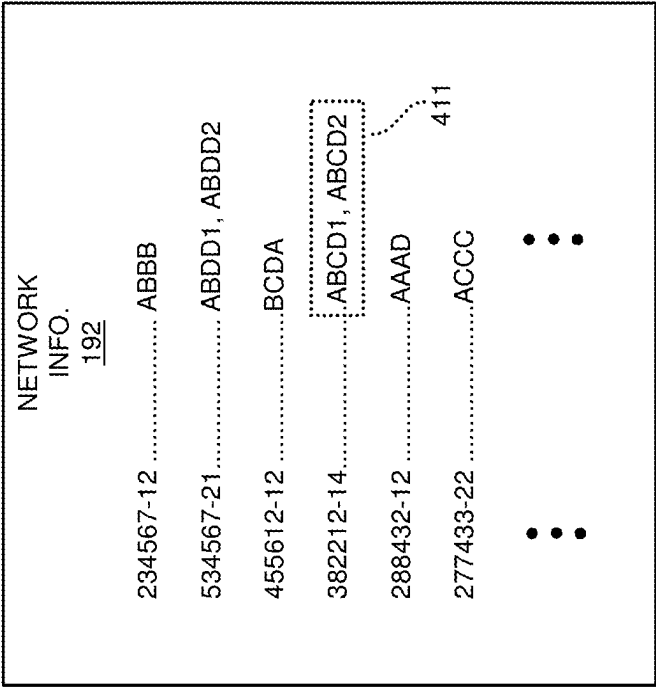 NETWORK
INFO.
192
234567-12 ................ ABBB
534567-21................ABDD1, ABDD2
455612-12 ................BCDA
382212-14................ABCD1, ABCD2
411
288432-12 ................AAAD
277433-22 ................ACCC